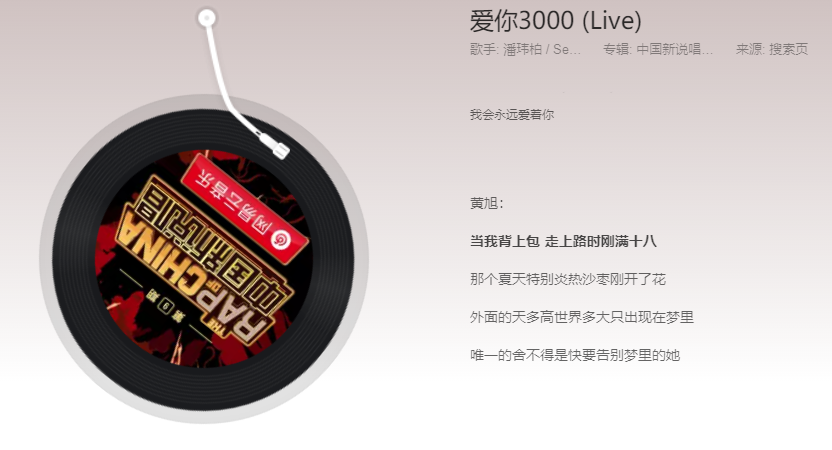 爱你3000 (Live)
歌手: 潘玮柏 / Se... 专辑: 中国新说唱... 来源: 搜索页
我会永远爱着你
黄旭：
当我背上包 走上路时刚满十八
那个夏天特别炎热沙枣刚开了花
外面的天多高世界多大只出现在梦里
唯一的舍不得是快要告别梦里的她
网易云音乐
中国新说唱
THE RAP OF CHINA
第9期